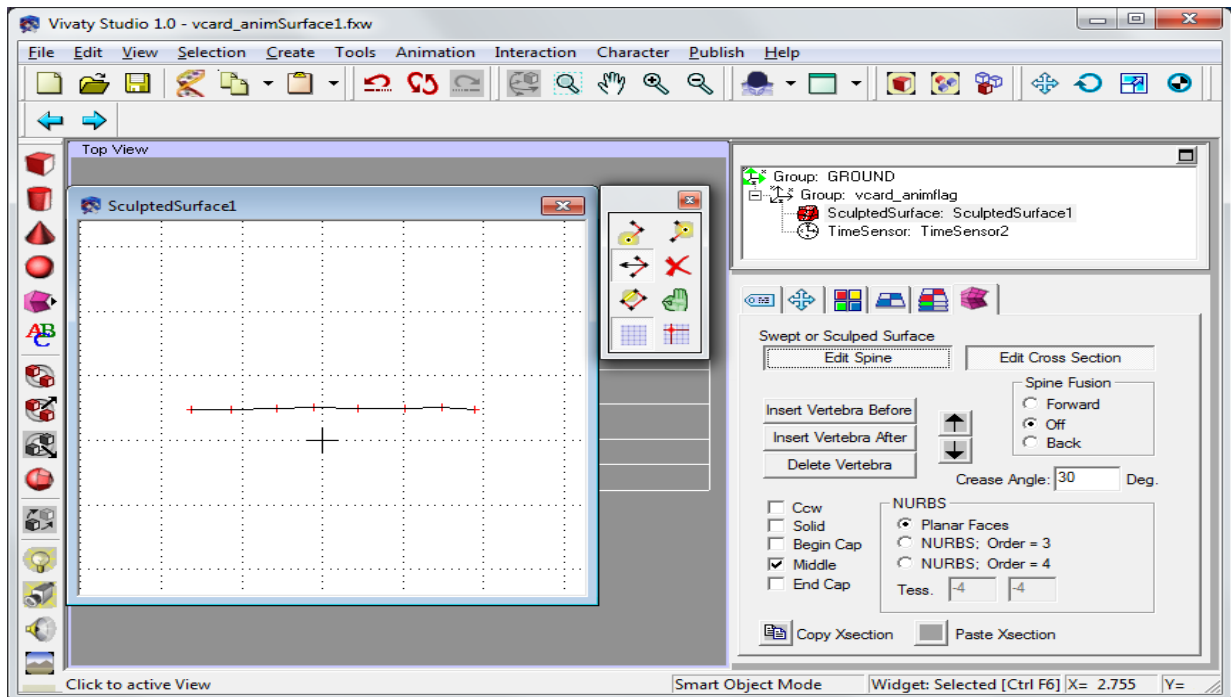 Vivaty Studio 1.0 - vcard_animSurface1.fxw
File Edit View Selection Create Tools Animation Interaction Character Publish Help
Top View
SculptedSurface1
Group: GROUND
Group: vcard_animflag
SculptedSurface: SculptedSurface1
TimeSensor: TimeSensor2
ABC
Swept or Sculped Surface
Edit Spine Edit Cross Section
Spine Fusion
Forward
Off
Back
Insert Vertebra Before
Insert Vertebra After
Delete Vertebra
Crease Angle: 30 Deg.
Ccw
Solid
Begin Cap
Middle
End Cap
NURBS
Planar Faces
NURBS; Order = 3
NURBS; Order = 4
Tess. -4 -4
Copy Xsection Paste Xsection
Click to active View Smart Object Mode Widget: Selected [Ctrl F6] X= 2.755 Y=